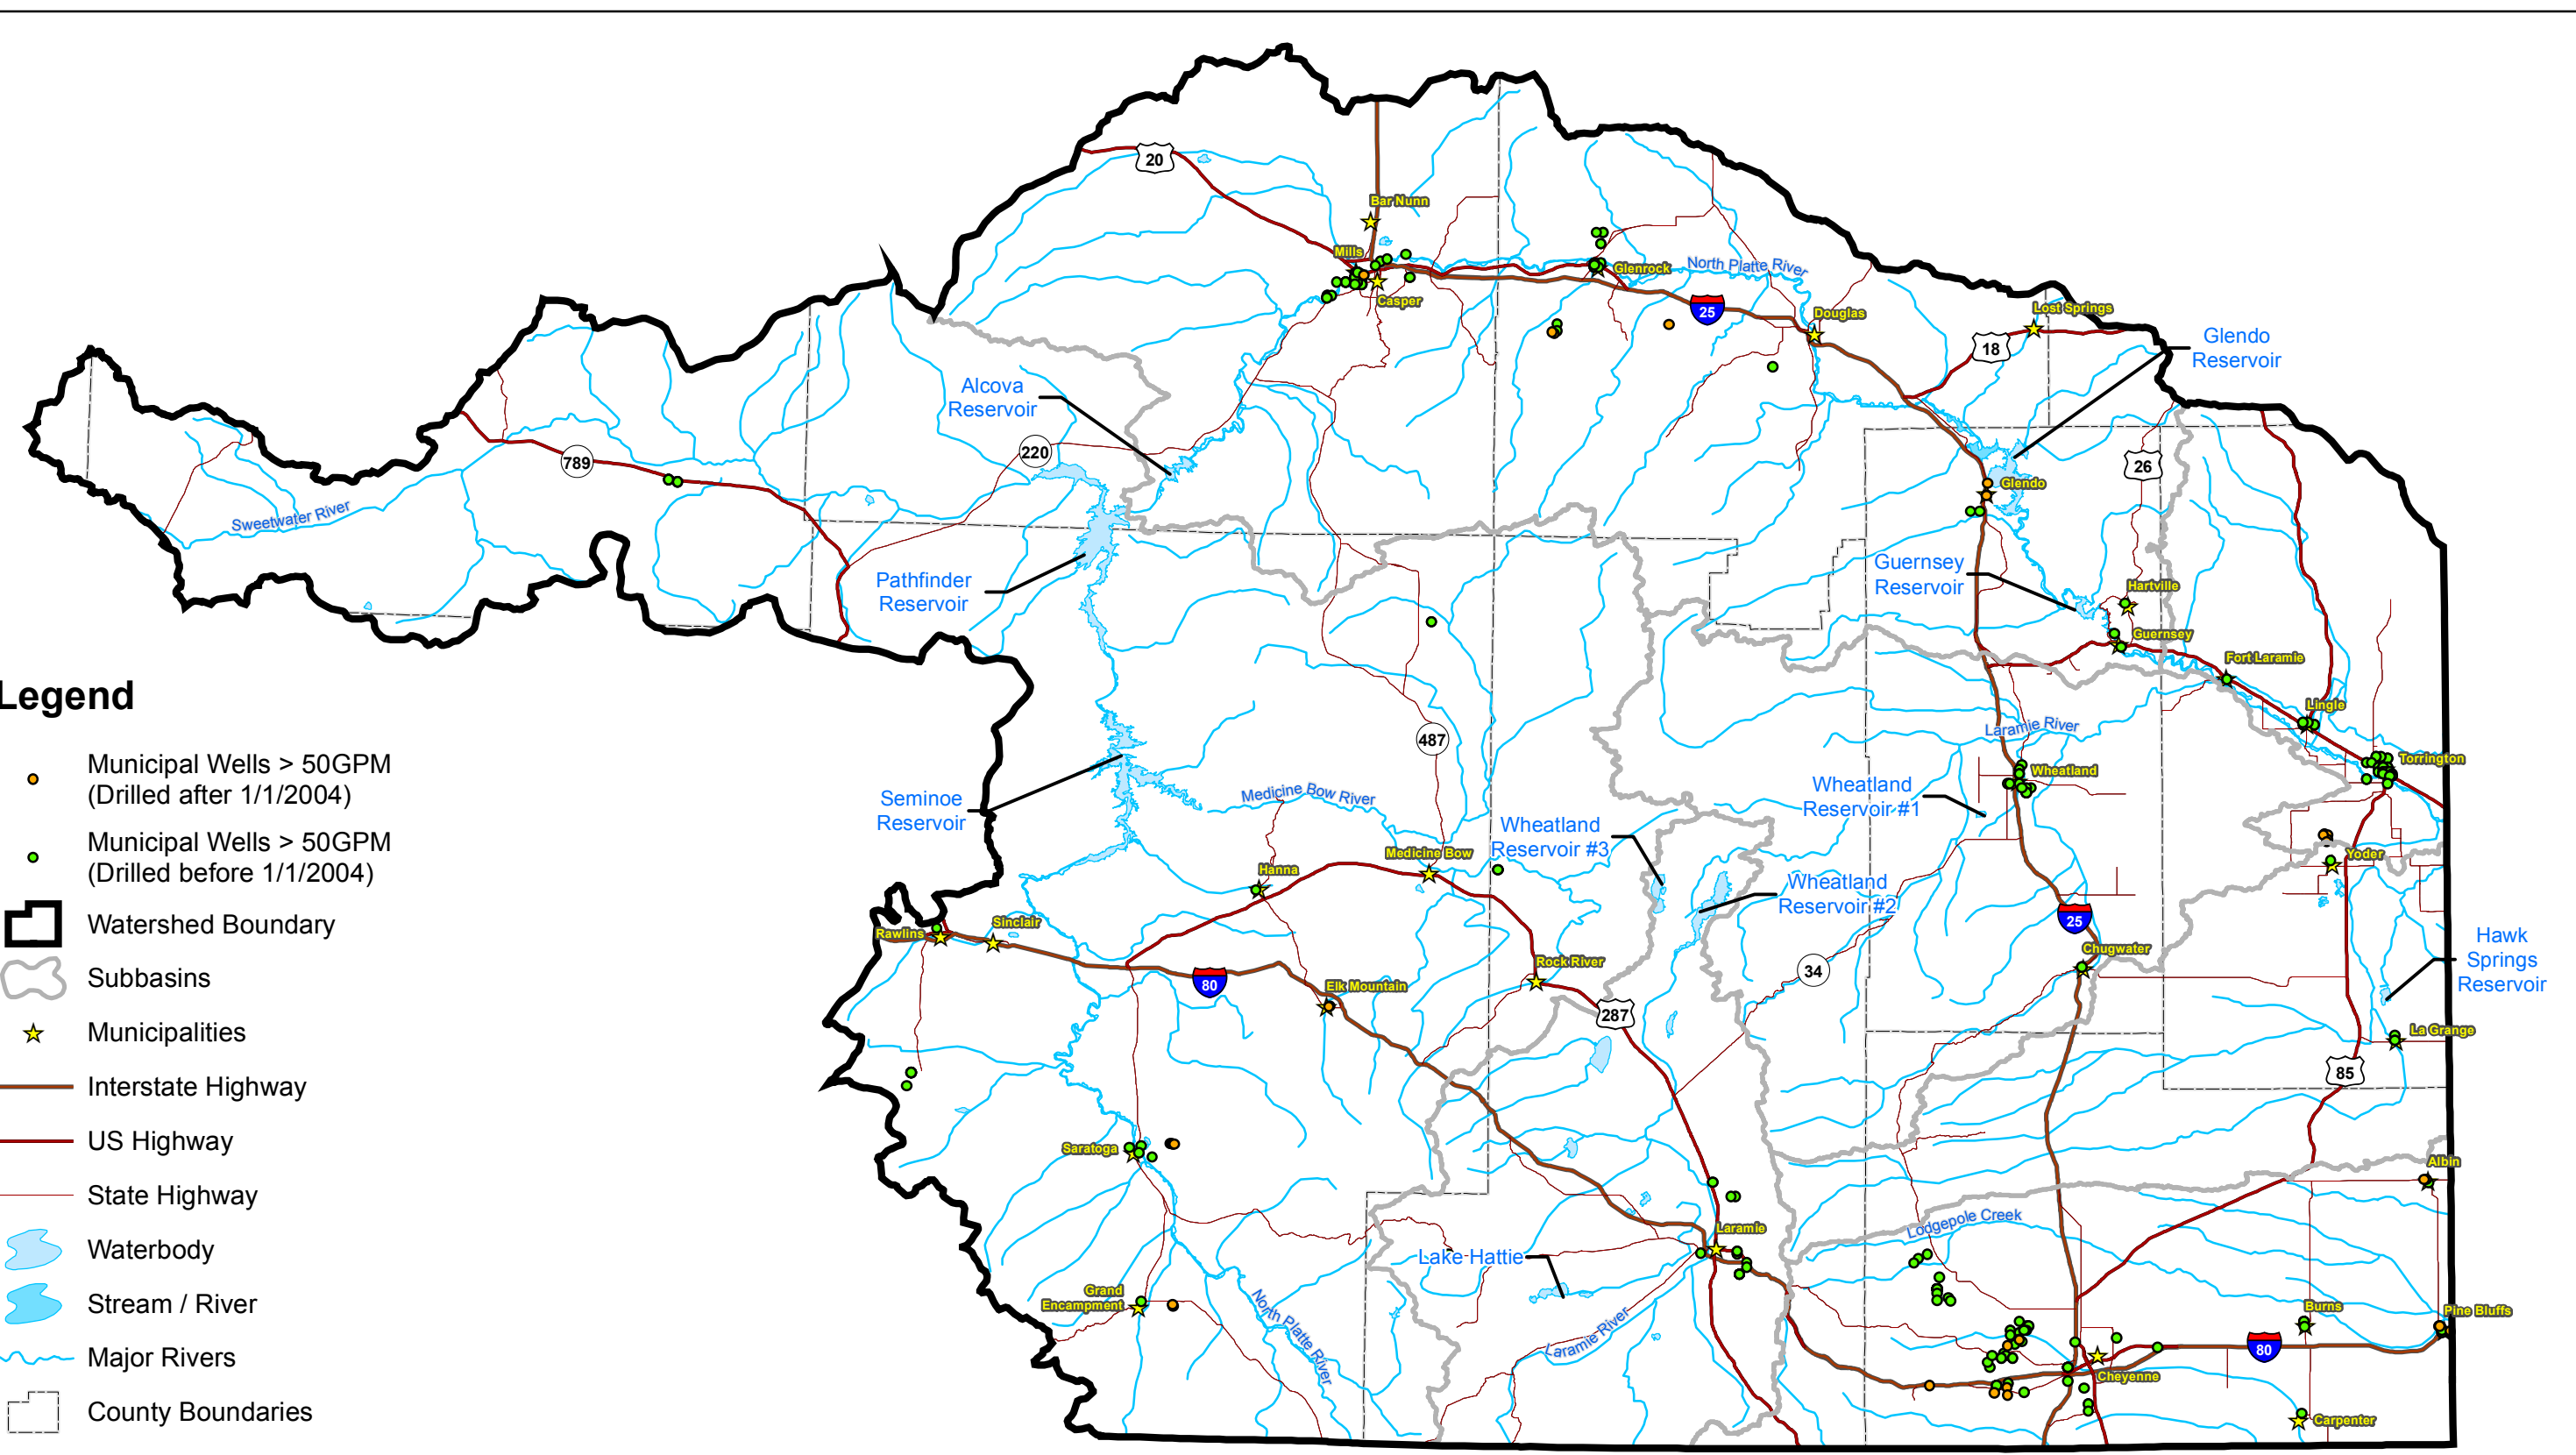 20
Bar Nunn
Mills
Casper
Glenrock
North Platte River
25
Douglas
Lost Springs
18
Glendo
Reservoir
Alcova
Reservoir
220
789
Sweetwater River
26
Glendo
Pathfinder
Reservoir
Guernsey
Reservoir
Hartville
Guernsey
Fort Laramie
Lingle
Laramie River
487
Torrington
Wheatland
Wheatland
Reservoir #1
Seminoe
Reservoir
Medicine Bow River
Wheatland
Reservoir #3
Medicine Bow
Hanna
Yoder
Wheatland
Reservoir #2
25
Rawlins
Sinclair
Chugwater
Hawk
Springs
Reservoir
34
Rock River
80
Elk Mountain
287
La Grange
85
Saratoga
Albin
Lodgepole Creek
Laramie
Lake Hattie
Grand
Encampment
North Platte River
Laramie River
Burns
Pine Bluffs
80
Cheyenne
Carpenter
Legend
Municipal Wells > 50GPM
(Drilled after 1/1/2004)
Municipal Wells > 50GPM
(Drilled before 1/1/2004)
Watershed Boundary
Subbasins
Municipalities
Interstate Highway
US Highway
State Highway
Waterbody
Stream / River
Major Rivers
County Boundaries